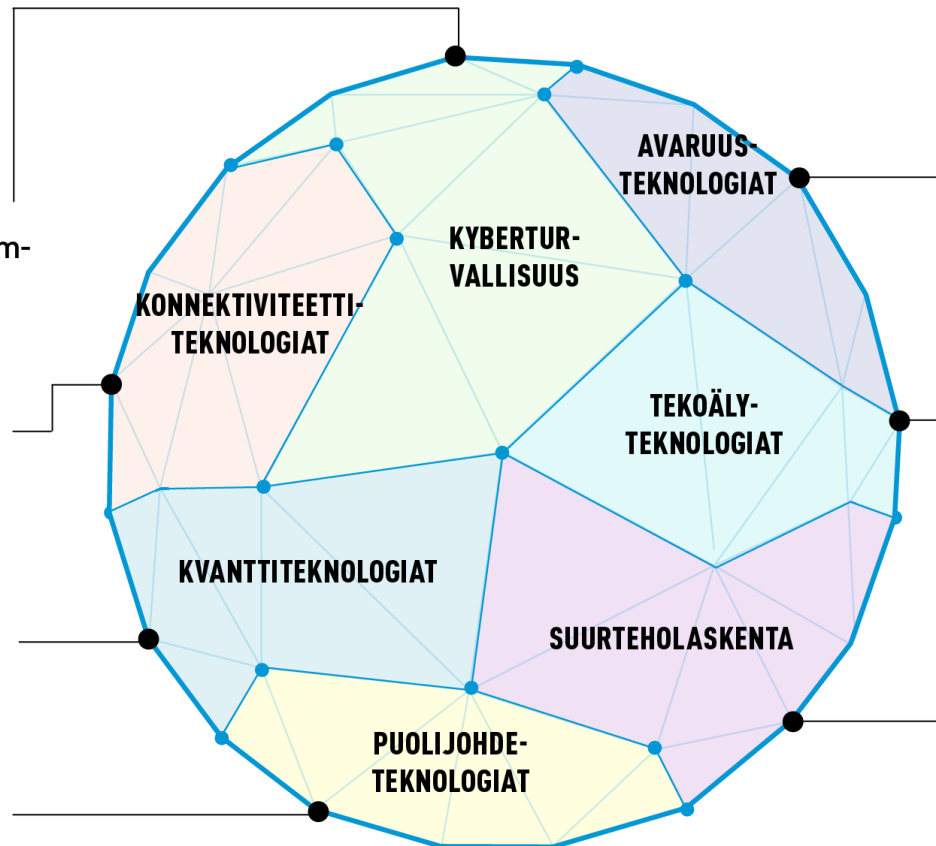 AVARUUS-
TEKNOLOGIAT
KYBERTUR-
VALLISUUS
m-
KONNEKTIVITEETTI-
TEKNOLOGIAT
TEKOÄLY-
TEKNOLOGIAT
KVANTTITEKNOLOGIAT
SUURTEHOLASKENTA
PUOLIJOHDE-
TEKNOLOGIAT